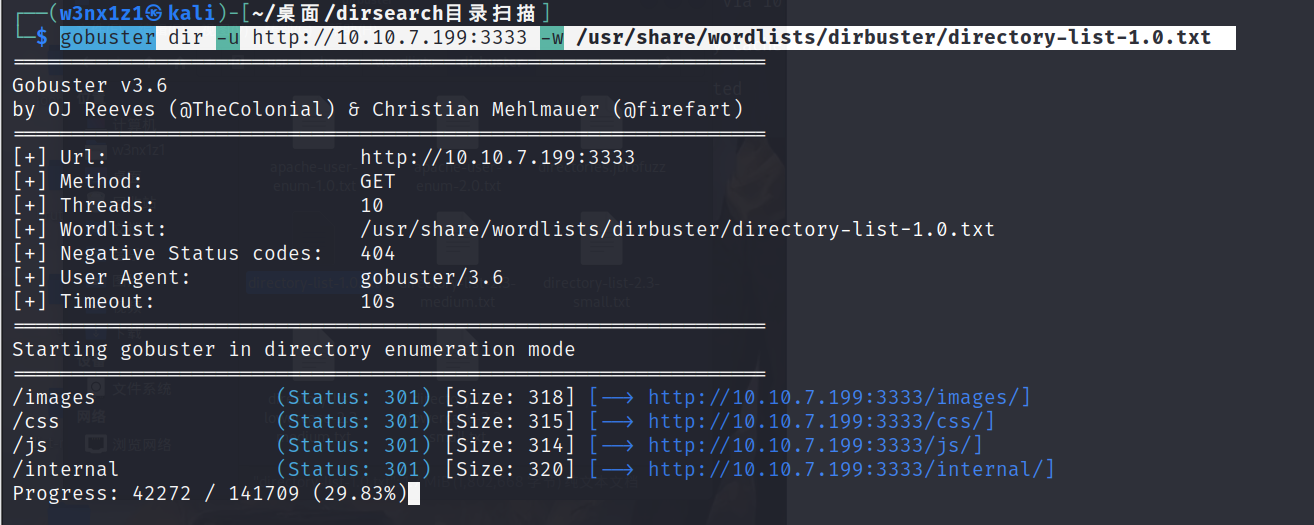 (w3nx1z1㉿kali)-[~/桌面/dirsearch目录扫描]
$ gobuster dir -u http://10.10.7.199:3333 -w /usr/share/wordlists/dirbuster/directory-list-1.0.txt
===============================================================
Gobuster v3.6
by OJ Reeves (@TheColonial) & Christian Mehlmauer (@firefart)
===============================================================
[+] Url: http://10.10.7.199:3333
[+] Method: GET
[+] Threads: 10
[+] Wordlist: /usr/share/wordlists/dirbuster/directory-list-1.0.txt
[+] Negative Status codes: 404
[+] User Agent: gobuster/3.6
[+] Timeout: 10s
===============================================================
Starting gobuster in directory enumeration mode
===============================================================
/images (Status: 301) [Size: 318] [--> http://10.10.7.199:3333/images/]
/css (Status: 301) [Size: 315] [--> http://10.10.7.199:3333/css/]
/js (Status: 301) [Size: 314] [--> http://10.10.7.199:3333/js/]
/internal (Status: 301) [Size: 320] [--> http://10.10.7.199:3333/internal/]
Progress: 42272 / 141709 (29.83%)